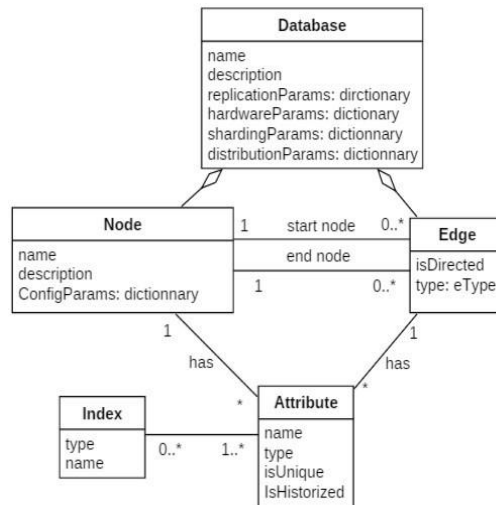 Database
name
description
replicationParams: dirctionary
hardwareParams: dictionary
shardingParams: dictionnary
distributionParams: dictionnary
Node
name
description
ConfigParams: dictionnary
1
start node
0..*
end node
1
0..*
Edge
isDirected
type: eType
1
has
*
1
has
*
Index
type
name
0..*
1..*
Attribute
name
type
isUnique
IsHistorized